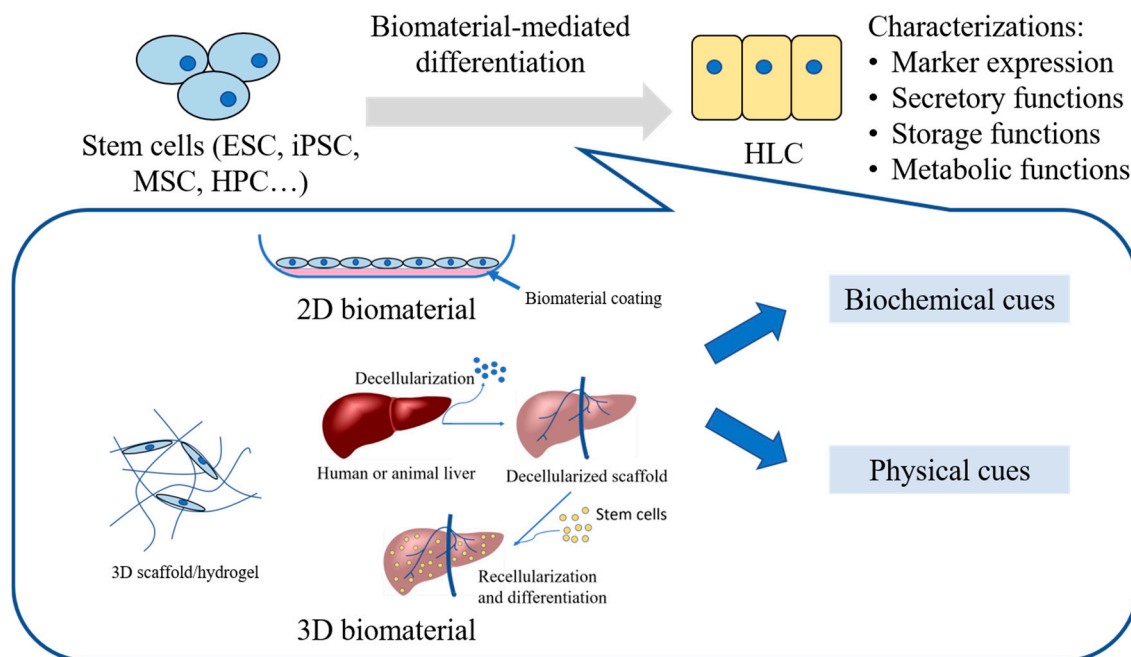 Biomaterial-mediated
differentiation
Stem cells (ESC, iPSC,
MSC, HPC…)
HLC
Characterizations:
• Marker expression
• Secretory functions
• Storage functions
• Metabolic functions
Biomaterial coating
2D biomaterial
Decellularization
Human or animal liver
Decellularized scaffold
Stem cells
Recellularization
and differentiation
3D scaffold/hydrogel
3D biomaterial
Biochemical cues
Physical cues